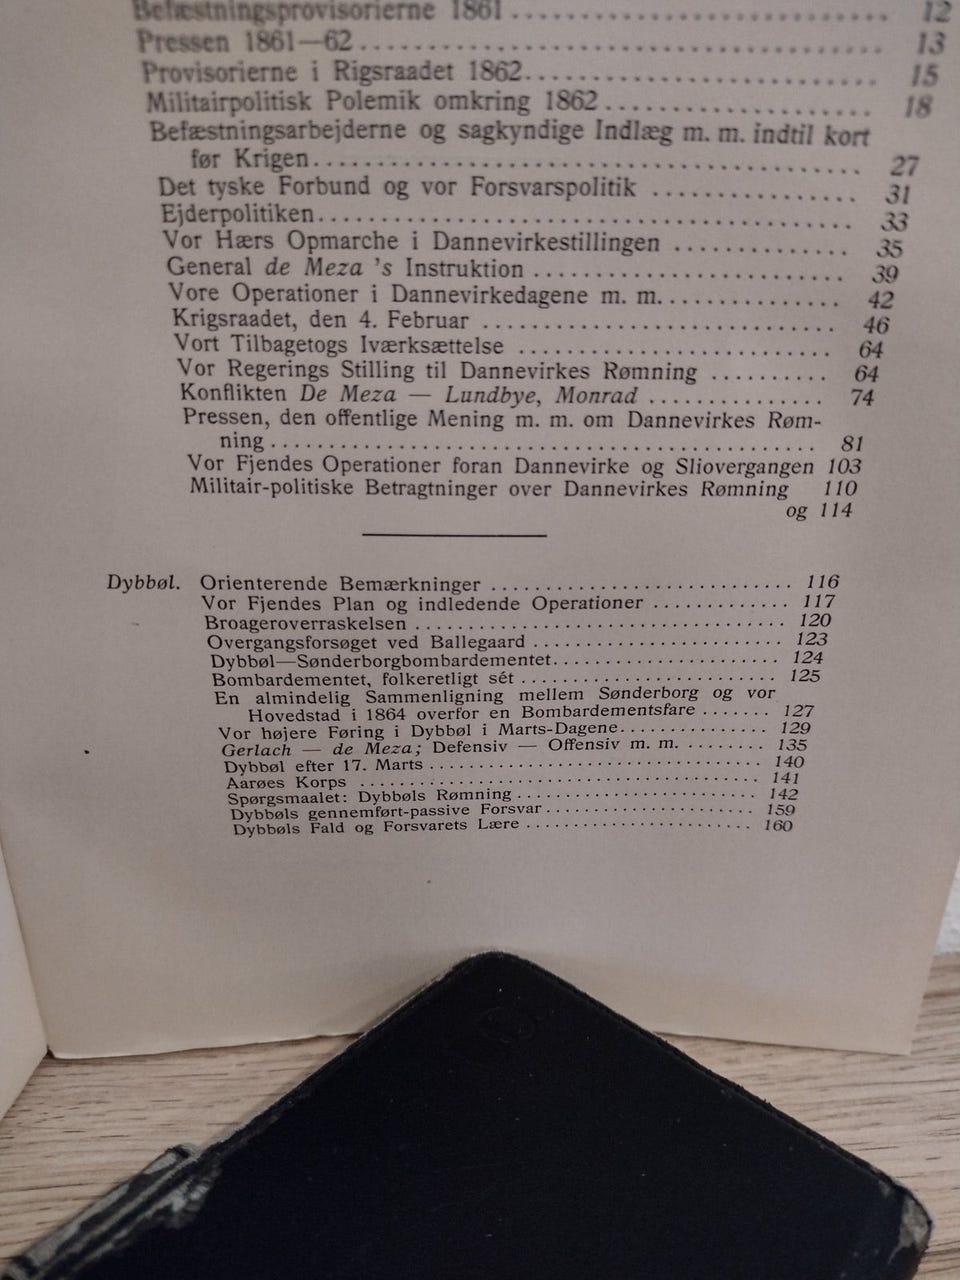 Befæstningsprovisorierne 1861 ........................................ 12
Pressen 1861—62 ........................................ 13
Provisorierne i Rigsraadet 1862 .............................. 15
Militairpolitisk Polemik omkring 1862 ...................... 18
Befæstningsarbejderne og sagkyndige Indlæg m. m. indtil kort
før Krigen ........................................ 27
Det tyske Forbund og vor Forsvarspolitik ................ 31
Ejderpolitiken ........................................ 33
Vor Hærs Opmarche i Dannevirkestillingen .............. 35
General de Meza 's Instruktion ........................ 39
Vore Operationer i Dannevirkedagene m. m. .............. 42
Krigsraadet, den 4. Februar ............................ 46
Vort Tilbagetogs Iværksættelse ........................ 64
Vor Regerings Stilling til Dannevirkes Rømning .......... 64
Konflikten De Meza — Lundbye, Monrad ................ 74
Pressen, den offentlige Mening m. m. om Dannevirkes Røm-
ning ........................................ 81
Vor Fjendes Operationer foran Dannevirke og Sliovergangen 103
Militair-politiske Betragtninger over Dannevirkes Rømning 110
og 114
Dybbøl. Orienterende Bemærkninger ............................ 116
Vor Fjendes Plan og indledende Operationer ............. 117
Broageroverraskelsen .................................... 120
Overgangsforsøget ved Ballegaard ........................ 123
Dybbøl—Sønderborgbombardementet ...................... 124
Bombardementet, folkeretligt sét ........................ 125
En almindelig Sammenligning mellem Sønderborg og vor
Hovedstad i 1864 overfor en Bombardementsfare ....... 127
Vor højere Føring i Dybbøl i Marts-Dagene ............... 129
Gerlach — de Meza; Defensiv — Offensiv m. m. ......... 135
Dybbøl efter 17. Marts .................................. 140
Aarøes Korps ........................................ 141
Spørgsmaalet: Dybbøls Rømning ......................... 142
Dybbøls gennemført-passive Forsvar ...................... 159
Dybbøls Fald og Forsvarets Lære ........................ 160